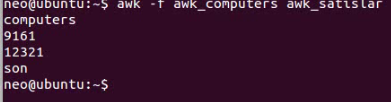 neo@ubuntu:~$ awk -f awk_computers awk_satislar
computers
9161
12321
son
neo@ubuntu:~$